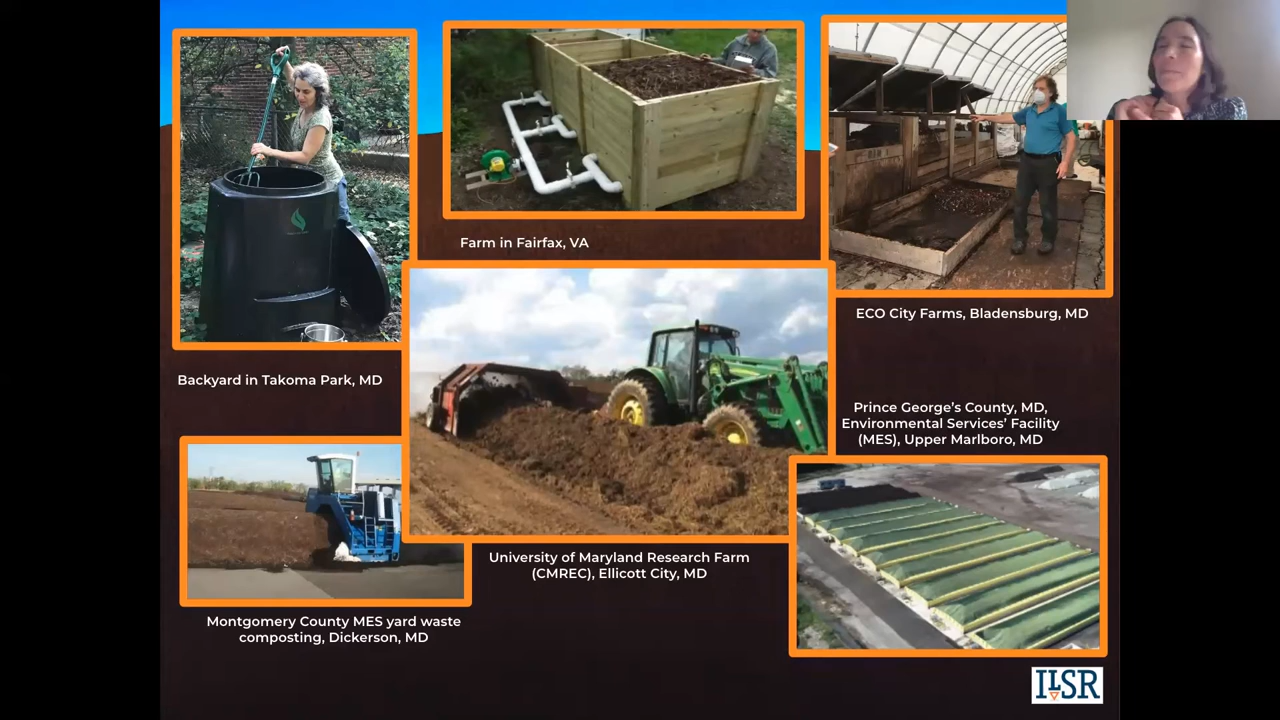 Farm in Fairfax, VA
ECO City Farms, Bladensburg, MD
Backyard in Takoma Park, MD
Prince George's County, MD,
Environmental Services' Facility
(MES), Upper Marlboro, MD
University of Maryland Research Farm
(CMREC), Ellicott City, MD
Montgomery County MES yard waste
composting, Dickerson, MD
ILSR